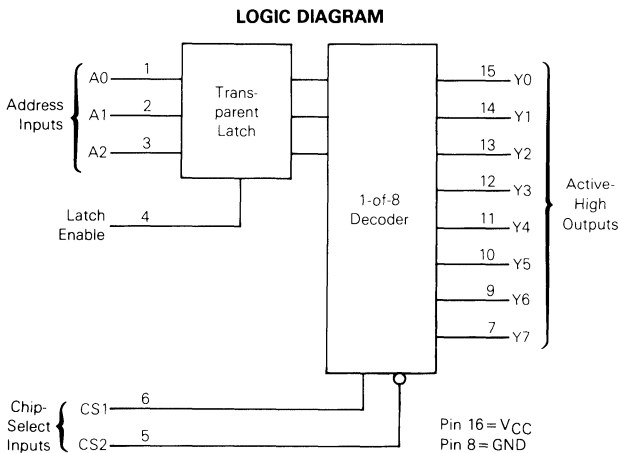 LOGIC DIAGRAM
Address
Inputs
A0
1
A1
2
A2
3
Trans-
parent
Latch
Latch
Enable
4
1-of-8
Decoder
15
Y0
14
Y1
13
Y2
12
Y3
11
Y4
10
Y5
9
Y6
7
Y7
Active-
High
Outputs
Chip-
Select
Inputs
CS1
6
CS2
5
Pin 16 = VCC
Pin 8 = GND